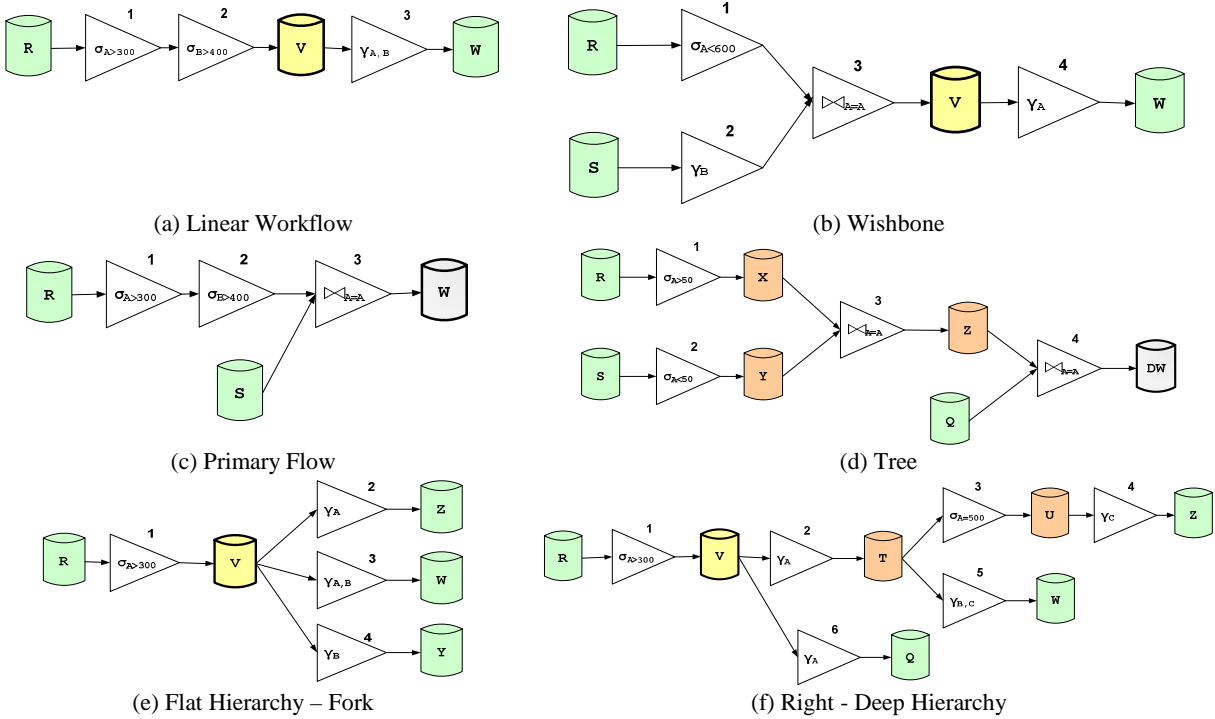 1 2 3
R σA>300 σB>400 V γA, B W
(a) Linear Workflow
1
R σA<600
3 4
⋈A=A V γA W
2
S γB
(b) Wishbone
1 2 3
R σA>300 σB>400 ⋈A=A W
S
(c) Primary Flow
1
R σA>50 X
3
⋈A=A Z
2
S σA<50 Y
4
⋈A=A DW
Q
(d) Tree
2
γA Z
1 3
R σA>300 V γA,B W
4
γB Y
(e) Flat Hierarchy – Fork
3 4
σA=500 U γC Z
1 2
R σA>300 V γA T
5
γB,C W
6
γA Q
(f) Right - Deep Hierarchy